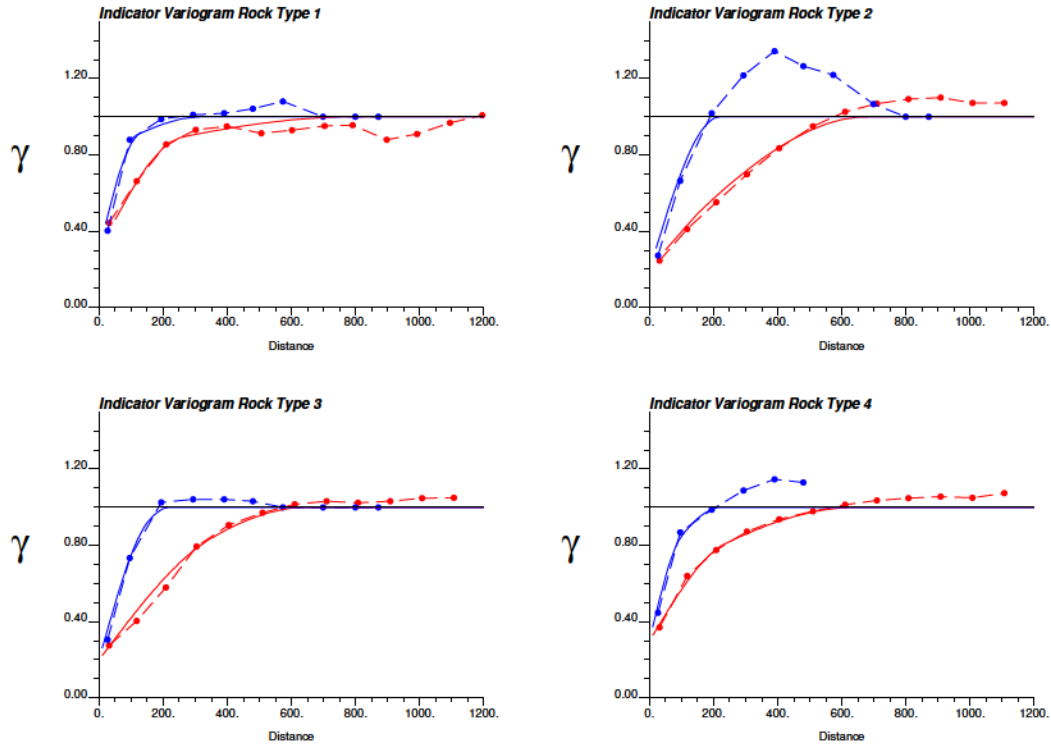 Indicator Variogram Rock Type 1
γ
1.20
0.80
0.40
0.00
0. 200. 400. 600. 800. 1000. 1200.
Distance
Indicator Variogram Rock Type 2
γ
1.20
0.80
0.40
0.00
0. 200. 400. 600. 800. 1000. 1200.
Distance
Indicator Variogram Rock Type 3
γ
1.20
0.80
0.40
0.00
0. 200. 400. 600. 800. 1000. 1200.
Distance
Indicator Variogram Rock Type 4
γ
1.20
0.80
0.40
0.00
0. 200. 400. 600. 800. 1000. 1200.
Distance